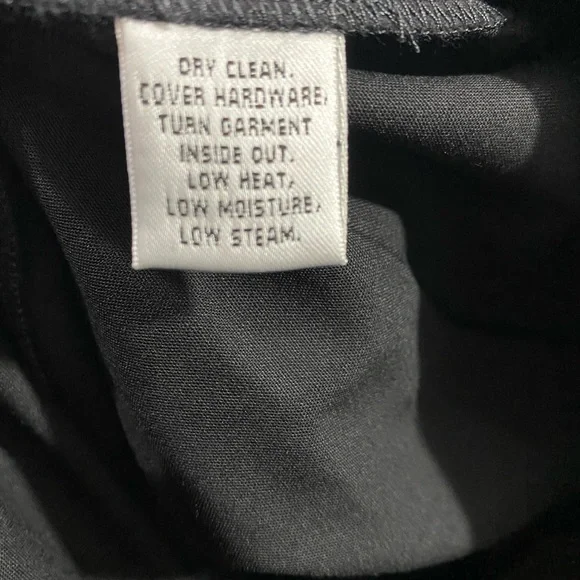 DRY CLEAN.
COVER HARDWARE,
TURN GARMENT
INSIDE OUT.
LOW HEAT,
LOW MOISTURE,
LOW STEAM.